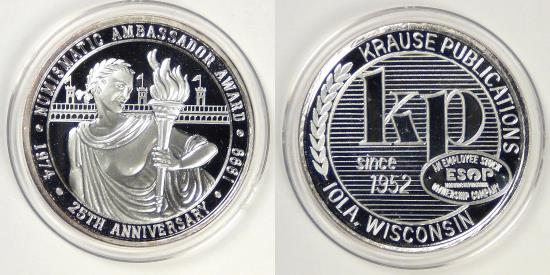 NUMISMATIC AMBASSADOR AWARD
1974
1999
25TH ANNIVERSARY
KRAUSE PUBLICATIONS
kp
since
1952
AN EMPLOYEE STOCK
ESOP
OWNERSHIP COMPANY
IOLA, WISCONSIN